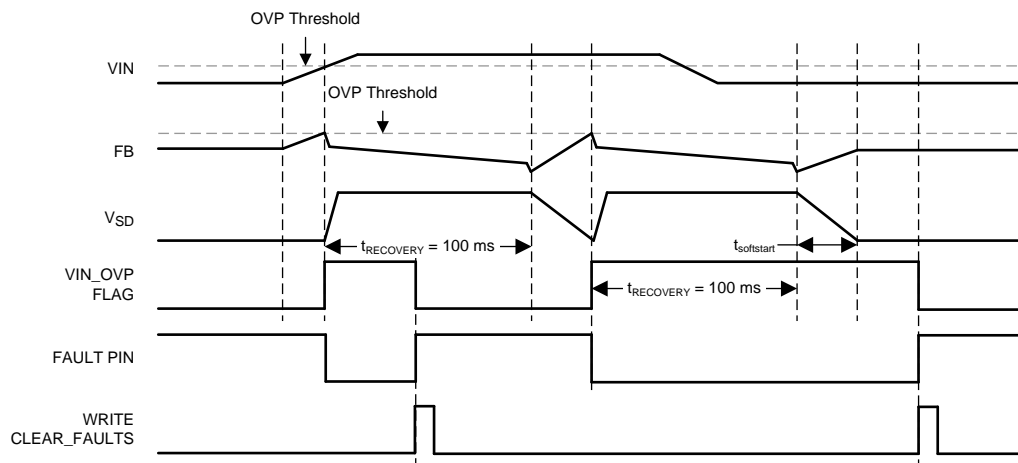 OVP Threshold
VIN
OVP Threshold
FB
VSD
tRECOVERY = 100 ms
tsoftstart
VIN_OVP
FLAG
tRECOVERY = 100 ms
FAULT PIN
WRITE
CLEAR_FAULTS